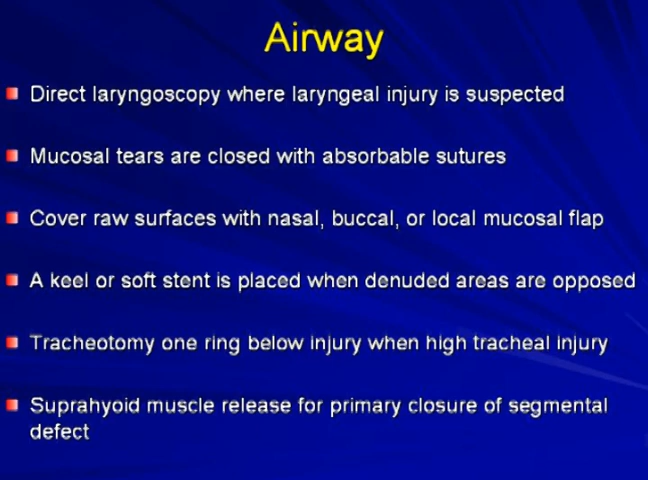 Airway
Direct laryngoscopy where laryngeal injury is suspected
Mucosal tears are closed with absorbable sutures
Cover raw surfaces with nasal, buccal, or local mucosal flap
A keel or soft stent is placed when denuded areas are opposed
Tracheotomy one ring below injury when high tracheal injury
Suprahyoid muscle release for primary closure of segmental
defect